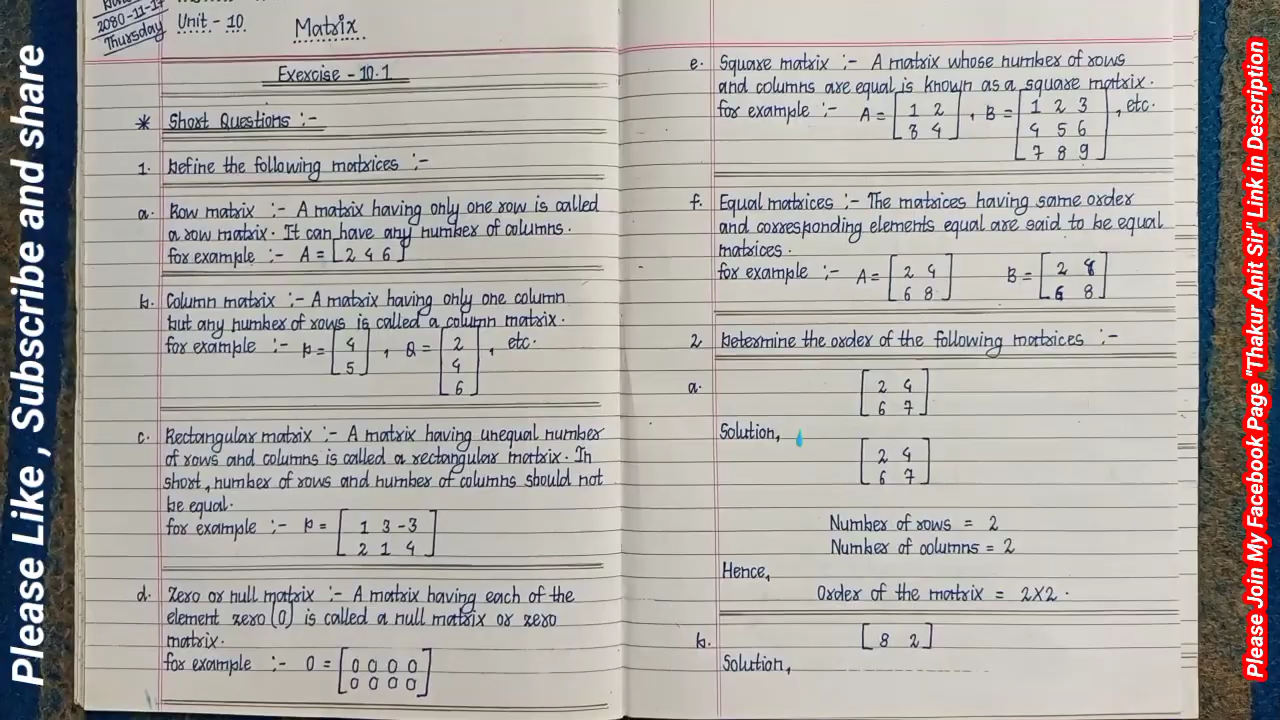 Please Like , Subscribe and share
2080-11-17
Thursday
Unit - 10
Matrix
Exercise - 10.1
* Short Questions :-
1. Define the following matrices :-
a. Row matrix :- A matrix having only one row is called
a row matrix. It can have any number of columns.
for example :- A = [2 4 6]
b. Column matrix :- A matrix having only one column
but any number of rows is called a column matrix.
for example :- P = [4 , Q = [2 , etc.
5] 4
6]
c. Rectangular matrix :- A matrix having unequal number
of rows and columns is called a rectangular matrix. In
short, number of rows and number of columns should not
be equal.
for example :- P = [1 3 -3
2 1 4]
d. Zero or null matrix :- A matrix having each of the
element zero (0) is called a null matrix or zero
matrix.
for example :- 0 = [0 0 0 0
0 0 0 0]
e. Square matrix :- A matrix whose number of rows
and columns are equal is known as a square matrix.
for example :- A = [1 2 , B = [1 2 3 , etc.
3 4] 4 5 6
7 8 9]
f. Equal matrices :- The matrices having same order
and corresponding elements equal are said to be equal
matrices.
for example :- A = [2 4 B = [2 4
6 8] 6 8]
2. Determine the order of the following matrices :-
a. [2 4
6 7]
Solution,
[2 4
6 7]
Number of rows = 2
Number of columns = 2
Hence,
Order of the matrix = 2×2.
b. [8 2]
Solution,
Please Join My Facebook Page "Thakur Anit Sir" Link in Description